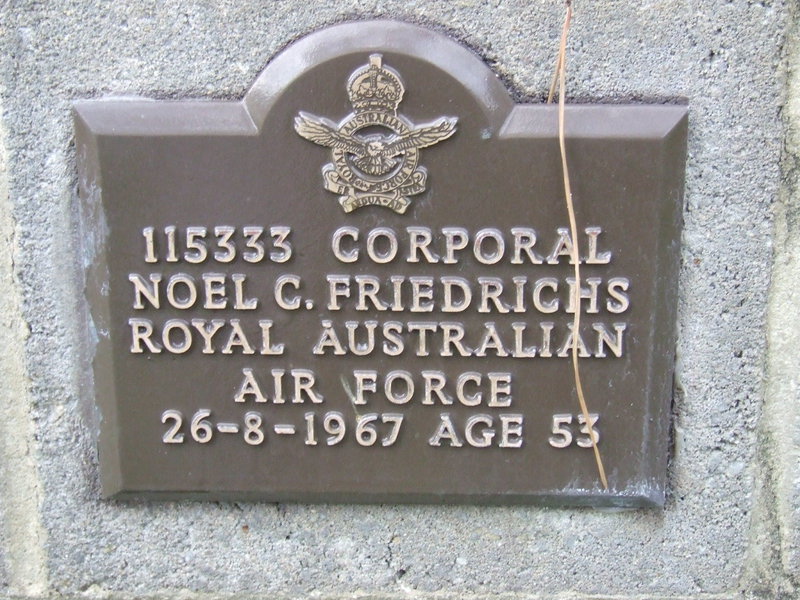 115333 CORPORAL
NOEL C. FRIEDRICHS
ROYAL AUSTRALIAN
AIR FORCE
26-8-1967 AGE 53